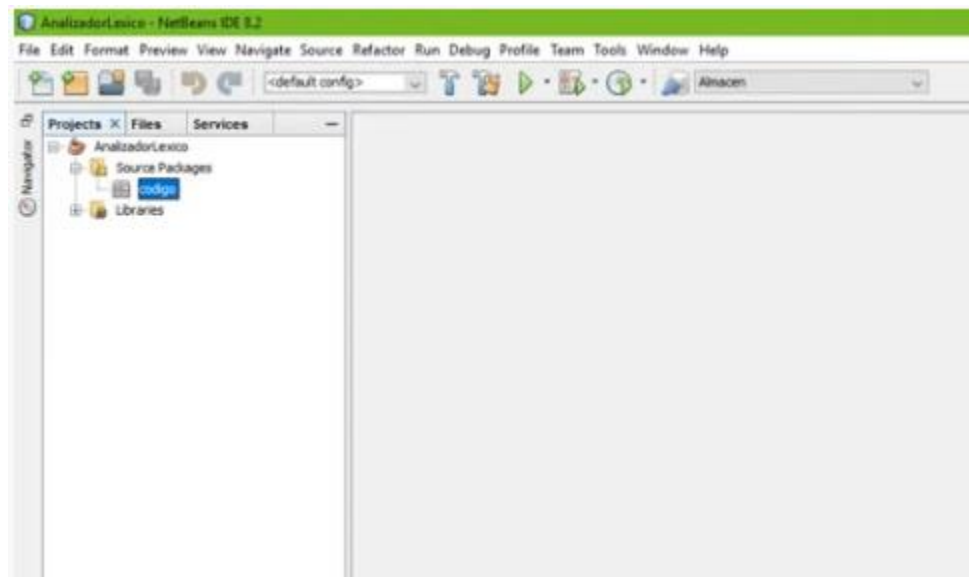 AnalizadorLexico - NetBeans IDE 8.2
File Edit Format Preview View Navigate Source Refactor Run Debug Profile Team Tools Window Help
<default config> Almacen
Projects Files Services
Navigator
AnalizadorLexico
Source Packages
codigo
Libraries